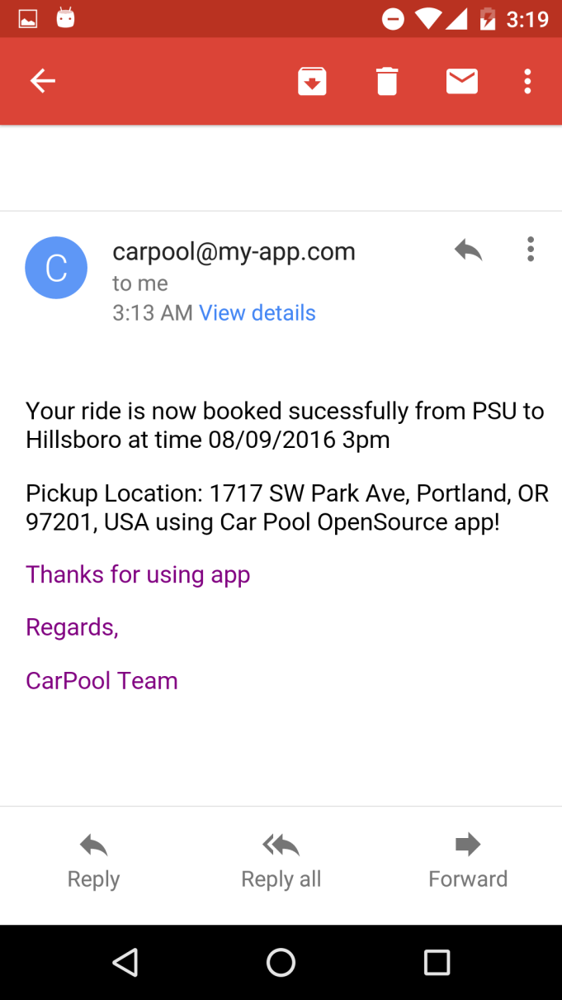 3:19
C
carpool@my-app.com
to me
3:13 AM View details
Your ride is now booked sucessfully from PSU to
Hillsboro at time 08/09/2016 3pm
Pickup Location: 1717 SW Park Ave, Portland, OR
97201, USA using Car Pool OpenSource app!
Thanks for using app
Regards,
CarPool Team
Reply
Reply all
Forward